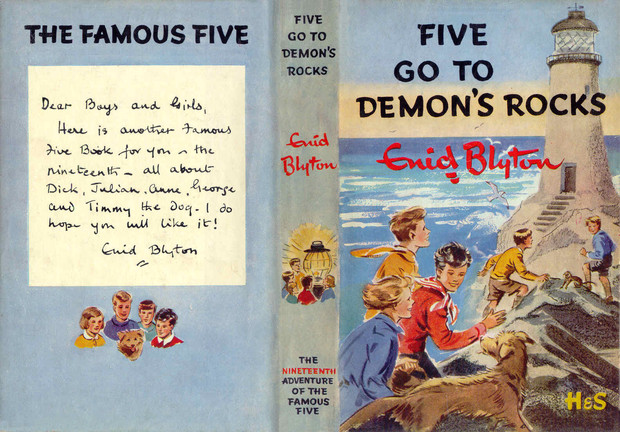 THE FAMOUS FIVE
Dear Boys and Girls,
Here is another Famous
Five Book for you – the
nineteenth – all about
Dick, Julian, Anne, George
and Timmy the dog. I do
hope you will like it!
Enid Blyton
FIVE
GO TO
DEMON'S
ROCKS
Enid
Blyton
THE
NINETEENTH
ADVENTURE
OF THE
FAMOUS
FIVE
FIVE
GO TO
DEMON'S ROCKS
Enid Blyton
H&S